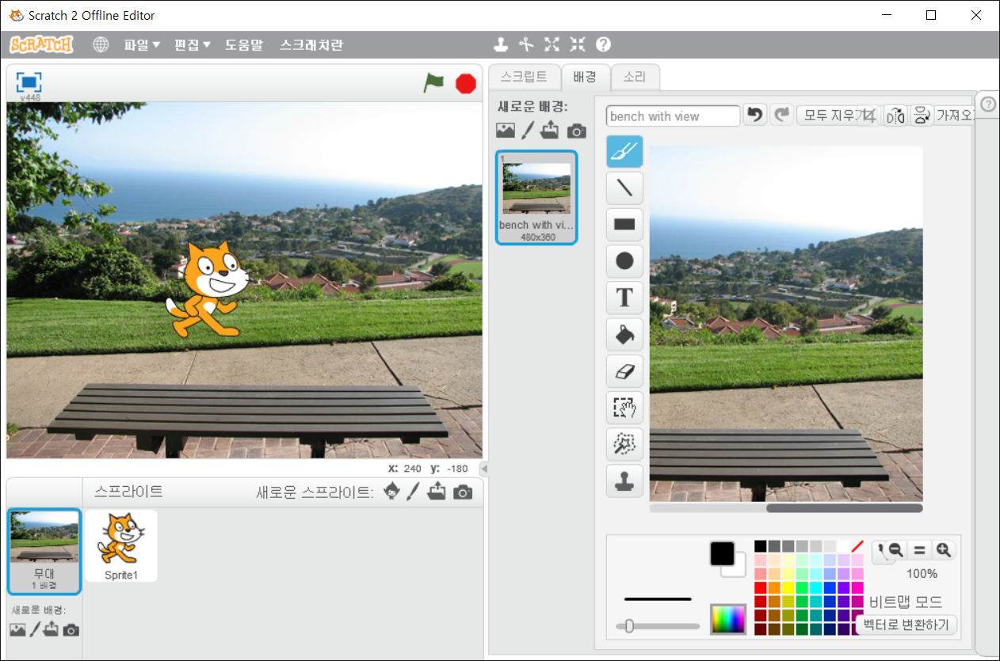 Scratch 2 Offline Editor
SCRATCH 파일 편집 도움말 스크래치란
v448
스크립트 배경 소리
새로운 배경:
bench with view 모두 지우기 가져오기
1
bench with vi...
480x360
T
x: 240 y: -180
스프라이트 새로운 스프라이트:
무대
1 배경
Sprite1
새로운 배경:
100%
비트맵 모드
벡터로 변환하기